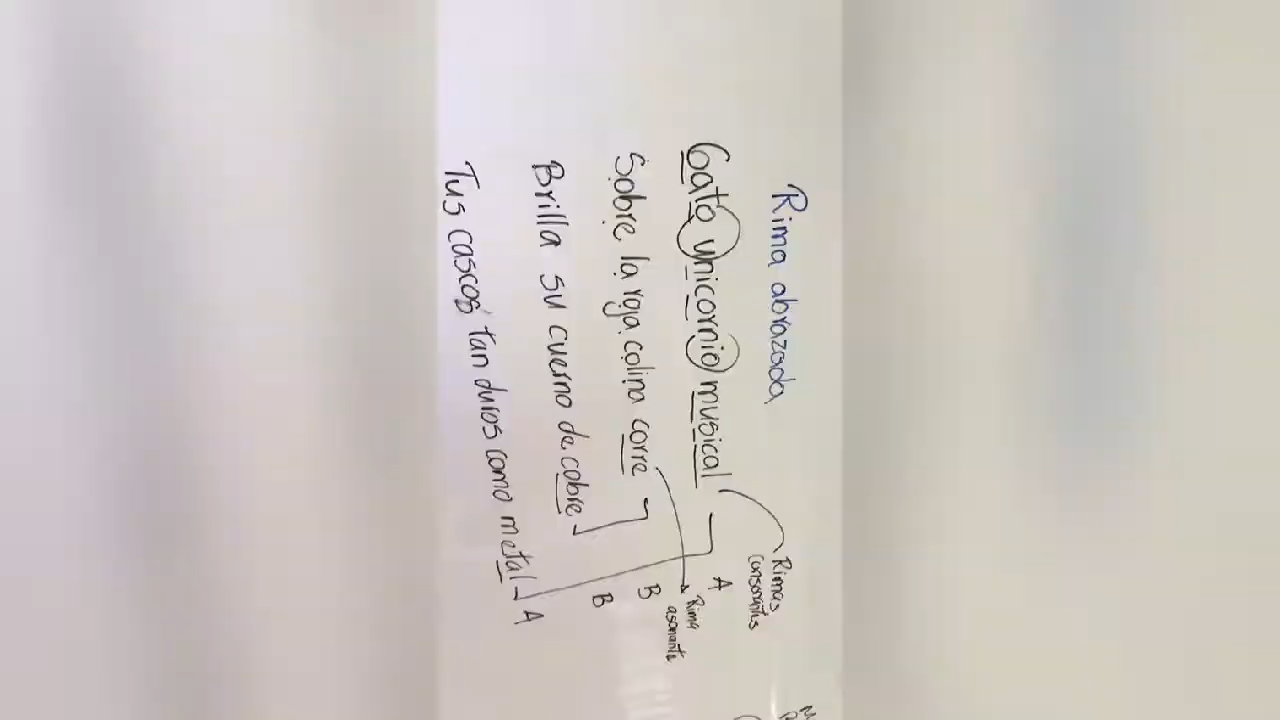 Rima abrazada
Gato unicornio musical
A
Rimas
consonantes
Sobre la roja colina corre
B
Rima
asonante
Brilla su cuerno de cobre
B
Tus cascos tan duros como metal
A